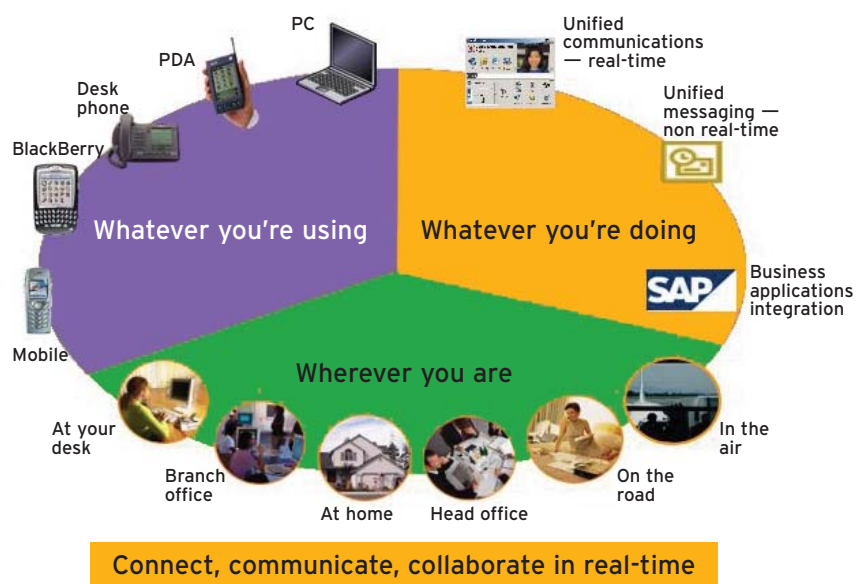 PC
PDA
Desk
phone
BlackBerry
Mobile
Whatever you're using
Unified
communications
— real-time
Unified
messaging —
non real-time
Whatever you're doing
SAP
Business
applications
integration
Wherever you are
At your
desk
Branch
office
At home
Head office
On the
road
In the
air
Connect, communicate, collaborate in real-time